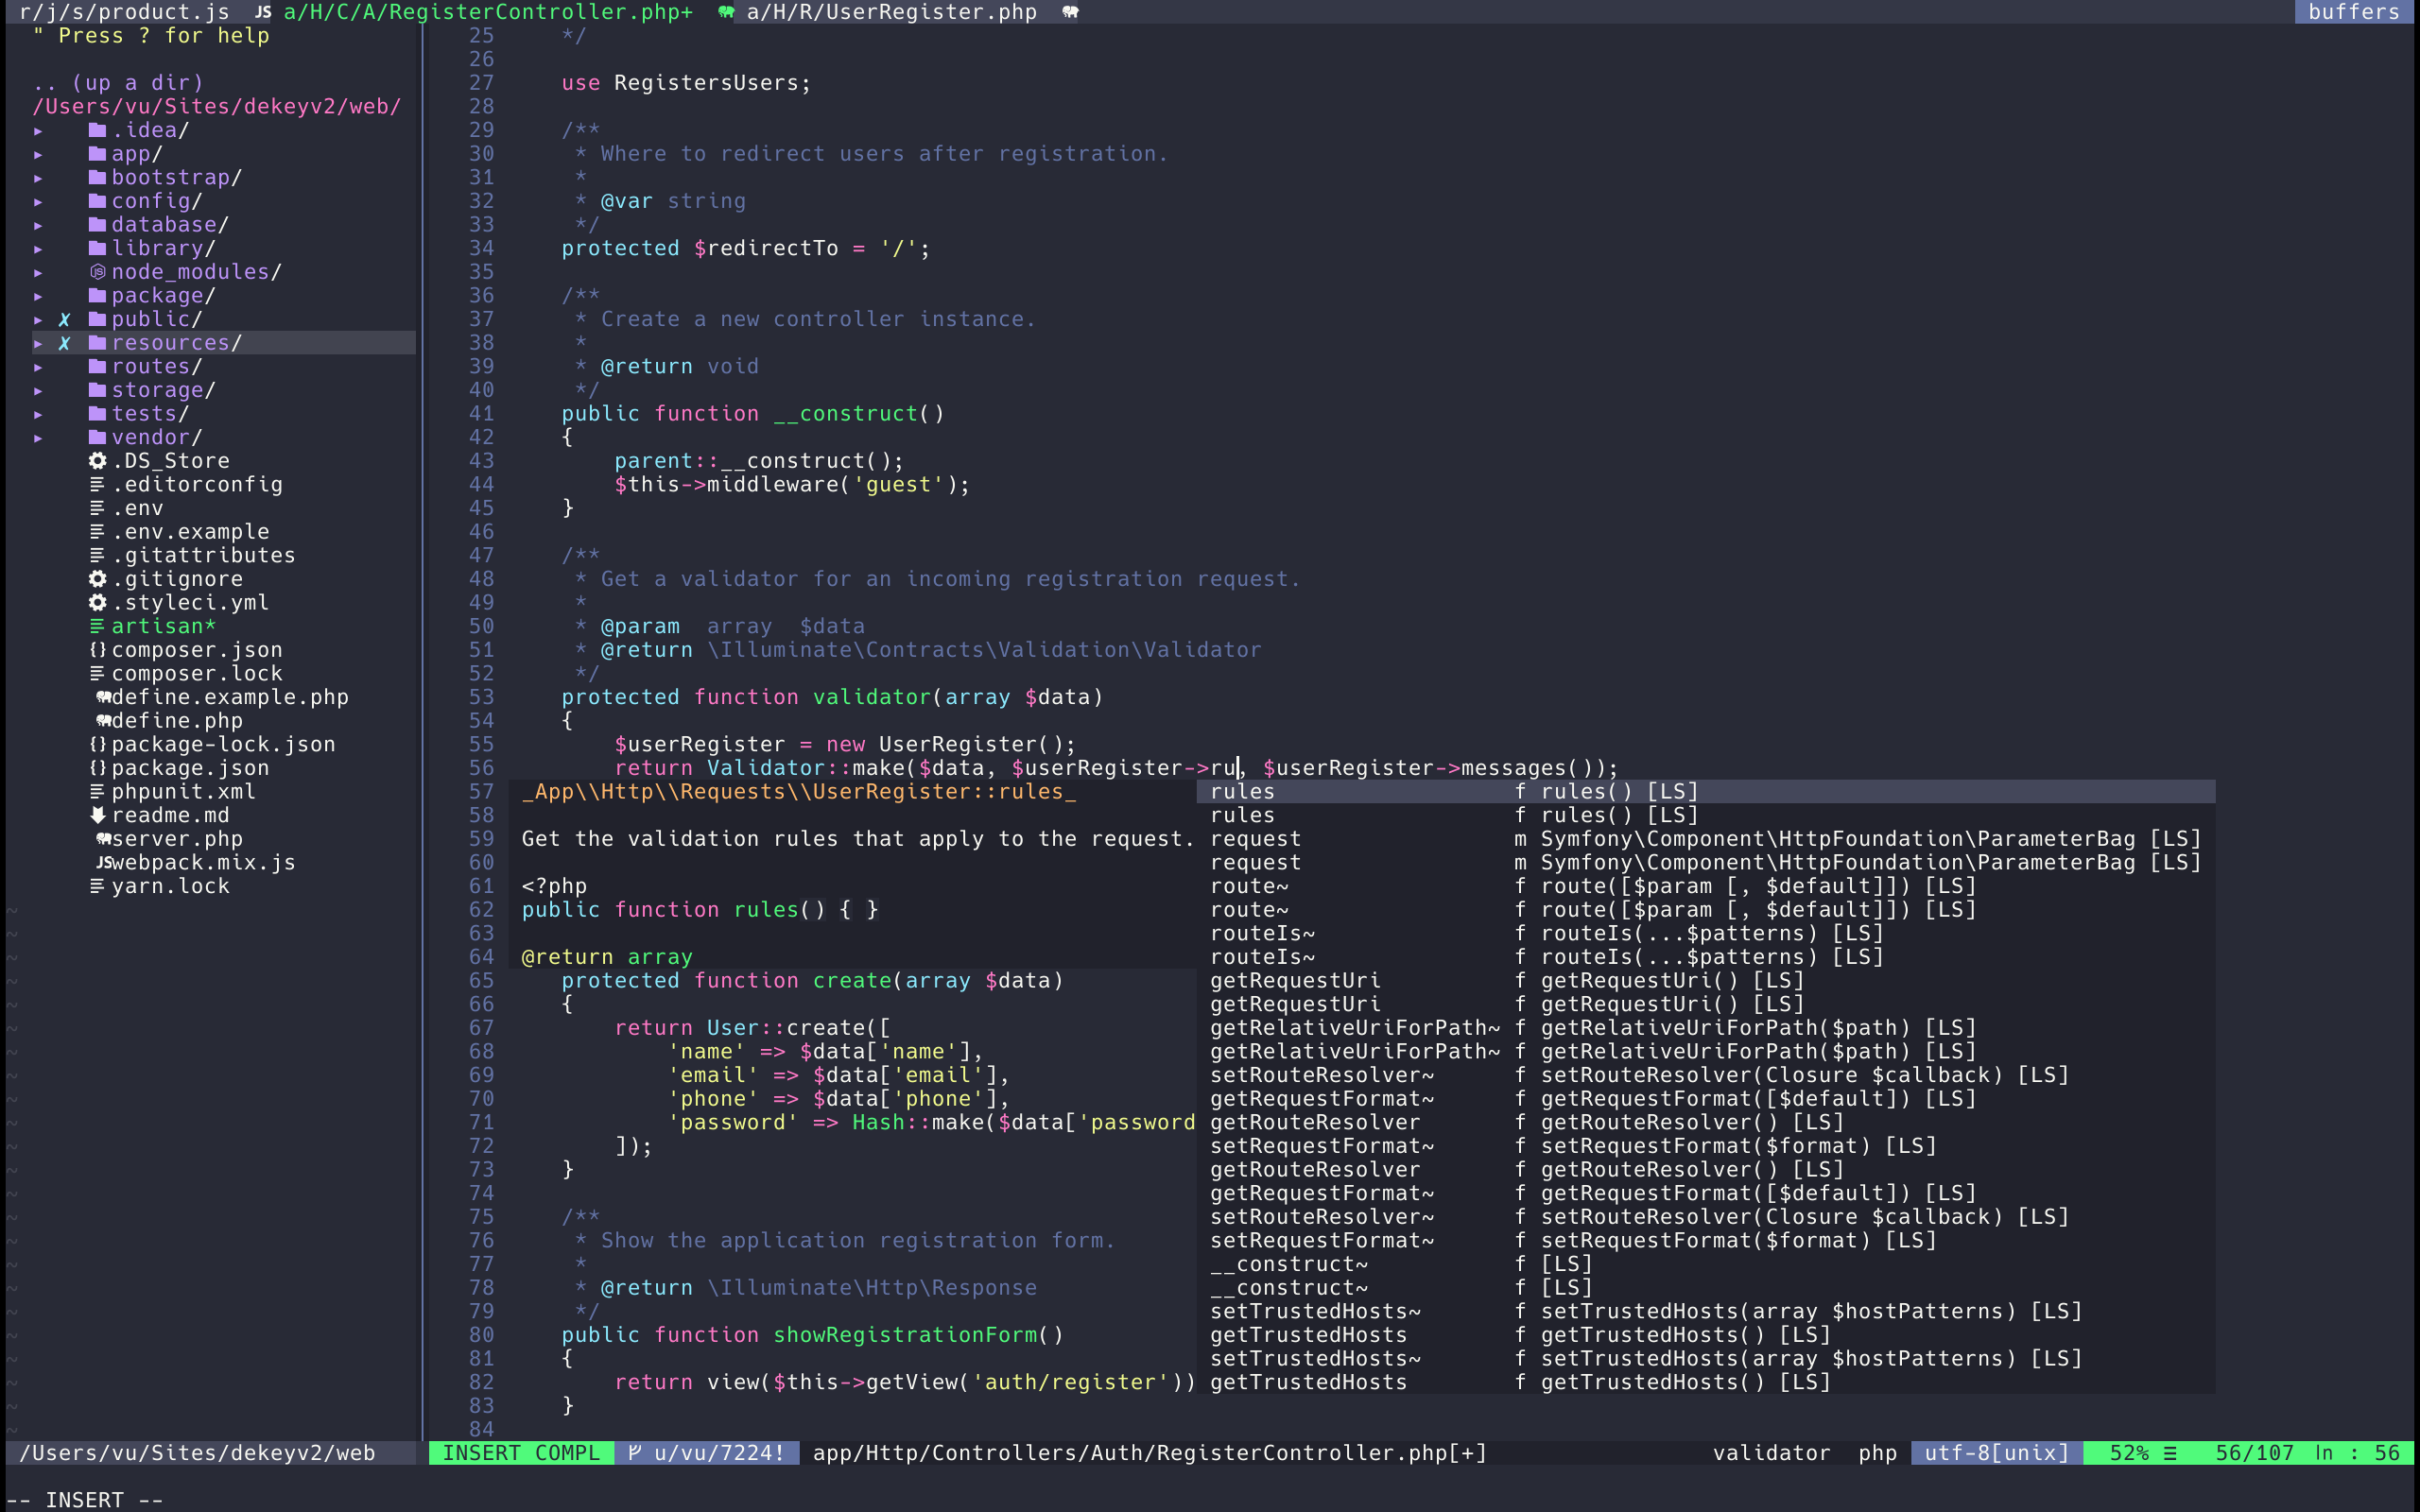 r/j/s/product.js JS a/H/C/A/RegisterController.php+ a/H/R/UserRegister.php buffers
" Press ? for help
.. (up a dir)
/Users/vu/Sites/dekeyv2/web/
▸ .idea/
▸ app/
▸ bootstrap/
▸ config/
▸ database/
▸ library/
▸ node_modules/
▸ package/
▸ ✗ public/
▸ ✗ resources/
▸ routes/
▸ storage/
▸ tests/
▸ vendor/
.DS_Store
.editorconfig
.env
.env.example
.gitattributes
.gitignore
.styleci.yml
artisan*
{} composer.json
composer.lock
define.example.php
define.php
{} package-lock.json
{} package.json
phpunit.xml
readme.md
server.php
JS webpack.mix.js
yarn.lock
25     */
26
27     use RegistersUsers;
28
29     /**
30      * Where to redirect users after registration.
31      *
32      * @var string
33      */
34     protected $redirectTo = '/';
35
36     /**
37      * Create a new controller instance.
38      *
39      * @return void
40      */
41     public function __construct()
42     {
43         parent::__construct();
44         $this->middleware('guest');
45     }
46
47     /**
48      * Get a validator for an incoming registration request.
49      *
50      * @param  array  $data
51      * @return \Illuminate\Contracts\Validation\Validator
52      */
53     protected function validator(array $data)
54     {
55         $userRegister = new UserRegister();
56         return Validator::make($data, $userRegister->ru, $userRegister->messages());
57  _App\\Http\\Requests\\UserRegister::rules_
58
59  Get the validation rules that apply to the request.
60
61  <?php
62  public function rules() { }
63
64  @return array
65     protected function create(array $data)
66     {
67         return User::create([
68             'name' => $data['name'],
69             'email' => $data['email'],
70             'phone' => $data['phone'],
71             'password' => Hash::make($data['password
72         ]);
73     }
74
75     /**
76      * Show the application registration form.
77      *
78      * @return \Illuminate\Http\Response
79      */
80     public function showRegistrationForm()
81     {
82         return view($this->getView('auth/register'))
83     }
84
rules f rules() [LS]
rules f rules() [LS]
request m Symfony\Component\HttpFoundation\ParameterBag [LS]
request m Symfony\Component\HttpFoundation\ParameterBag [LS]
route~ f route([$param [, $default]]) [LS]
route~ f route([$param [, $default]]) [LS]
routeIs~ f routeIs(...$patterns) [LS]
routeIs~ f routeIs(...$patterns) [LS]
getRequestUri f getRequestUri() [LS]
getRequestUri f getRequestUri() [LS]
getRelativeUriForPath~ f getRelativeUriForPath($path) [LS]
getRelativeUriForPath~ f getRelativeUriForPath($path) [LS]
setRouteResolver~ f setRouteResolver(Closure $callback) [LS]
getRequestFormat~ f getRequestFormat([$default]) [LS]
getRouteResolver f getRouteResolver() [LS]
setRequestFormat~ f setRequestFormat($format) [LS]
getRouteResolver f getRouteResolver() [LS]
getRequestFormat~ f getRequestFormat([$default]) [LS]
setRouteResolver~ f setRouteResolver(Closure $callback) [LS]
setRequestFormat~ f setRequestFormat($format) [LS]
__construct~ f [LS]
__construct~ f [LS]
setTrustedHosts~ f setTrustedHosts(array $hostPatterns) [LS]
getTrustedHosts f getTrustedHosts() [LS]
setTrustedHosts~ f setTrustedHosts(array $hostPatterns) [LS]
getTrustedHosts f getTrustedHosts() [LS]
/Users/vu/Sites/dekeyv2/web INSERT COMPL u/vu/7224! app/Http/Controllers/Auth/RegisterController.php[+] validator php utf-8[unix] 52% ☰ 56/107 ln : 56
-- INSERT --